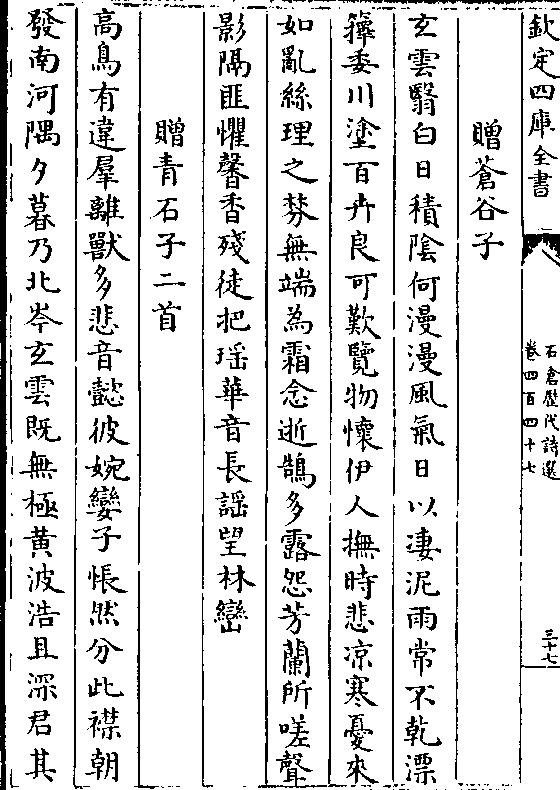 欽定四庫全書
石倉歷代詩選
卷四百四十七
三十七
贈蒼谷子
玄雲翳白日積陰何漫漫風氣日以凄泥雨常不乾漂
籜委川塗百卉良可歎覽物懷伊人撫時悲凉寒憂來
如亂絲理之棼無端為霜念逝鵠多露怨芳蘭所嗟聲
影隔匪懼馨香殘徒把瑶華音長謡望林巒
贈青石子二首
高鳥有違羣離獸多悲音懿彼婉孌子悵然分此襟朝
發南河隅夕暮乃北岑玄雲既無極黄波浩且深君其